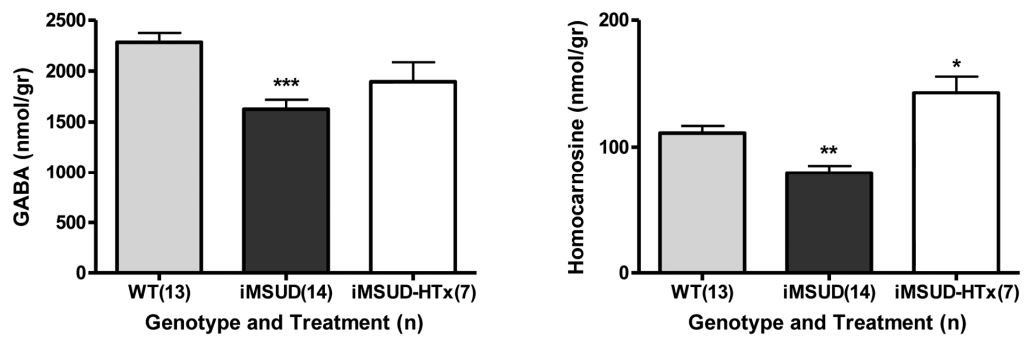 GABA (nmol/gr)
2500
2000
1500
1000
500
0
***
WT(13)
iMSUD(14)
iMSUD-HTx(7)
Genotype and Treatment (n)
Homocarnosine (nmol/gr)
200
100
0
**
*
WT(13)
iMSUD(14)
iMSUD-HTx(7)
Genotype and Treatment (n)